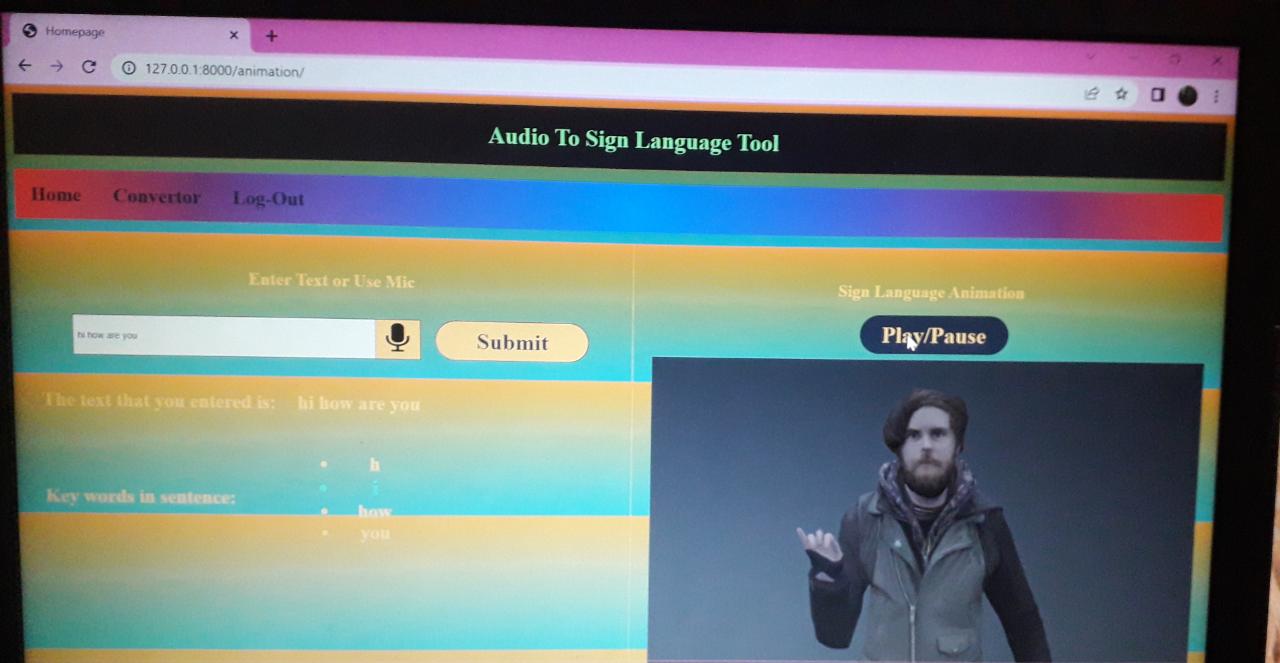 Homepage
127.0.0.1:8000/animation/
Audio To Sign Language Tool
Home Convertor Log-Out
Enter Text or Use Mic
hi how are you
Submit
The text that you entered is: hi how are you
Key words in sentence:
h
i
how
you
Sign Language Animation
Play/Pause